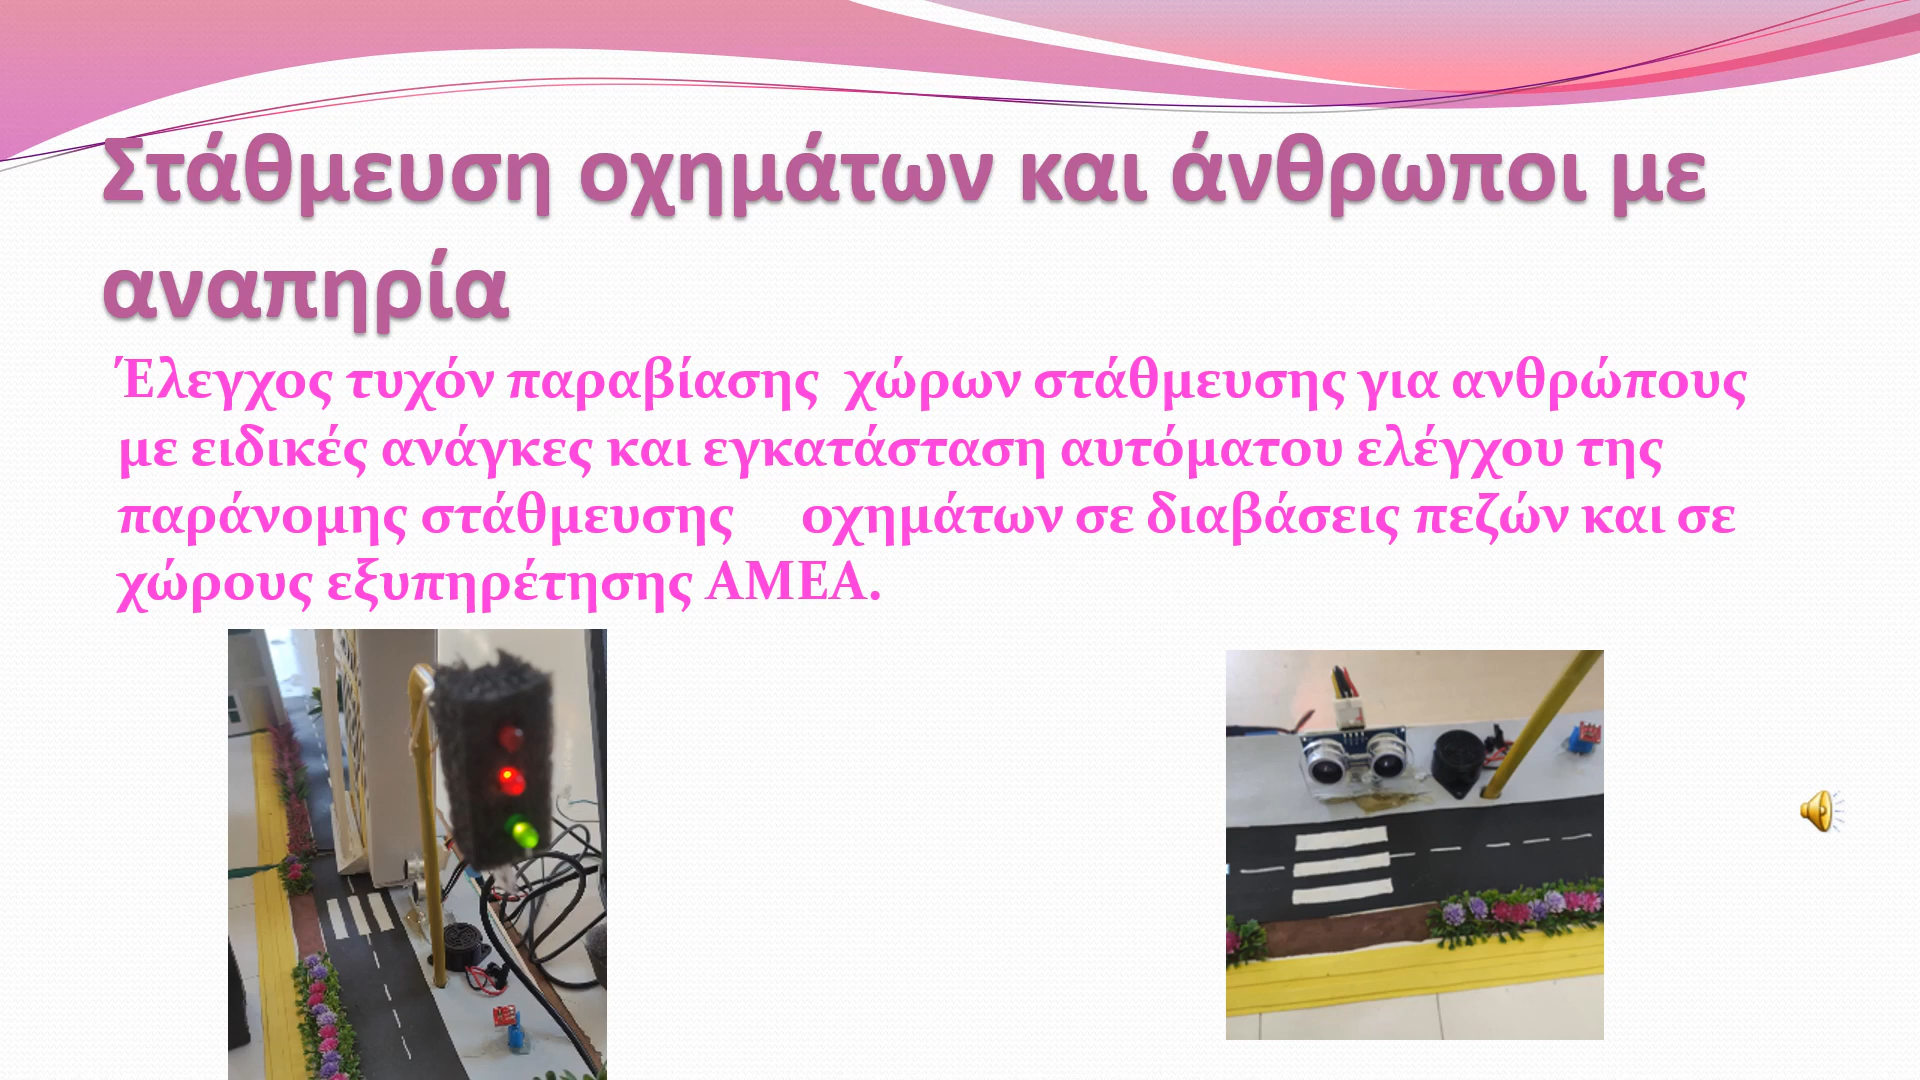 Στάθμευση οχημάτων και άνθρωποι με
αναπηρία
Έλεγχος τυχόν παραβίασης χώρων στάθμευσης για ανθρώπους
με ειδικές ανάγκες και εγκατάσταση αυτόματου ελέγχου της
παράνομης στάθμευσης οχημάτων σε διαβάσεις πεζών και σε
χώρους εξυπηρέτησης ΑΜΕΑ.